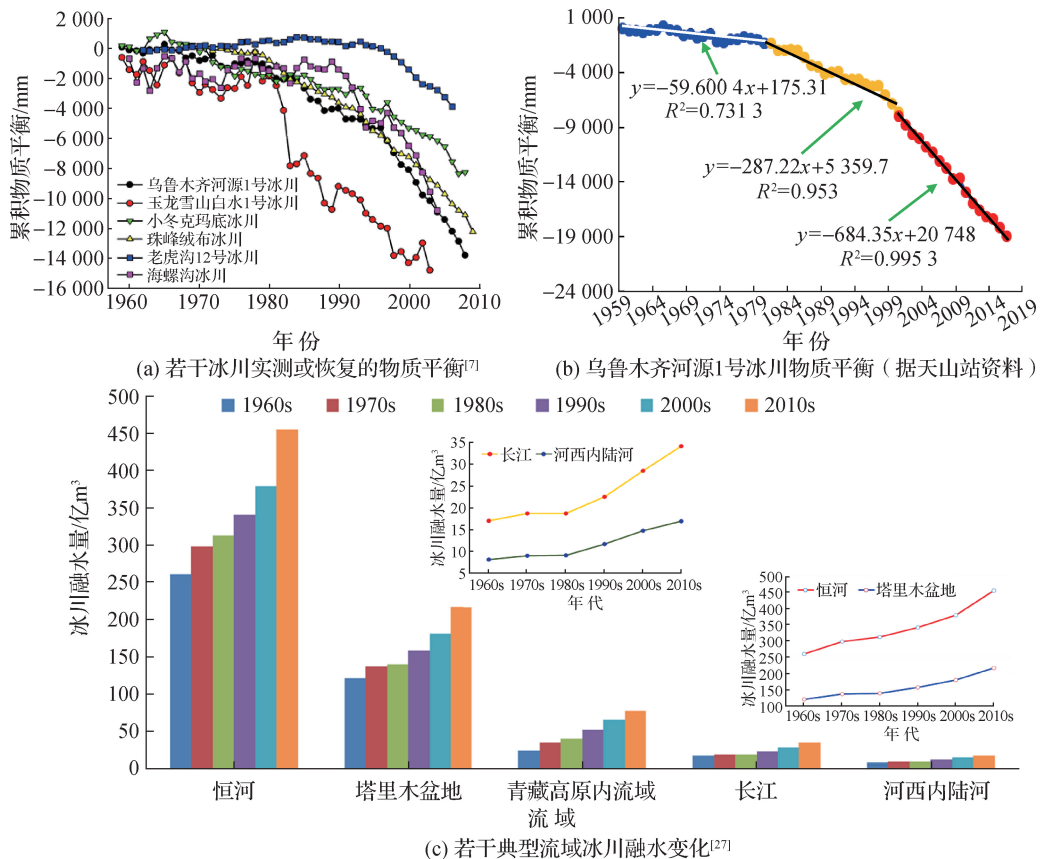 累积物质平衡/mm
2 000
0
−2 000
−4 000
−6 000
−8 000
−10 000
−12 000
−14 000
−16 000
乌鲁木齐河源1号冰川
玉龙雪山白水1号冰川
小冬克玛底冰川
珠峰绒布冰川
老虎沟12号冰川
海螺沟冰川
1960 1970 1980 1990 2000 2010
年 份
(a) 若干冰川实测或恢复的物质平衡[7]
累积物质平衡/mm
1 000
−4 000
−9 000
−14 000
−19 000
−24 000
y=−59.600 4x+175.31
R²=0.731 3
y=−287.22x+5 359.7
R²=0.953
y=−684.35x+20 748
R²=0.995 3
1959 1964 1969 1974 1979 1984 1989 1994 1999 2004 2009 2014 2019
年 份
(b) 乌鲁木齐河源1号冰川物质平衡（据天山站资料）
冰川融水量/亿m³
500
450
400
350
300
250
200
150
100
50
0
1960s 1970s 1980s 1990s 2000s 2010s
冰川融水量/亿m³
35
35
20
20
15
10
5
长江 河西内陆河
1960s 1970s 1980s 1990s 2000s 2010s
年 代
冰川融水量/亿m³
500
450
400
350
300
250
200
150
100
恒河 塔里木盆地
1960s 1970s 1980s 1990s 2000s 2010s
年 代
恒河 塔里木盆地 青藏高原内流域 长江 河西内陆河
流 域
(c) 若干典型流域冰川融水变化[27]